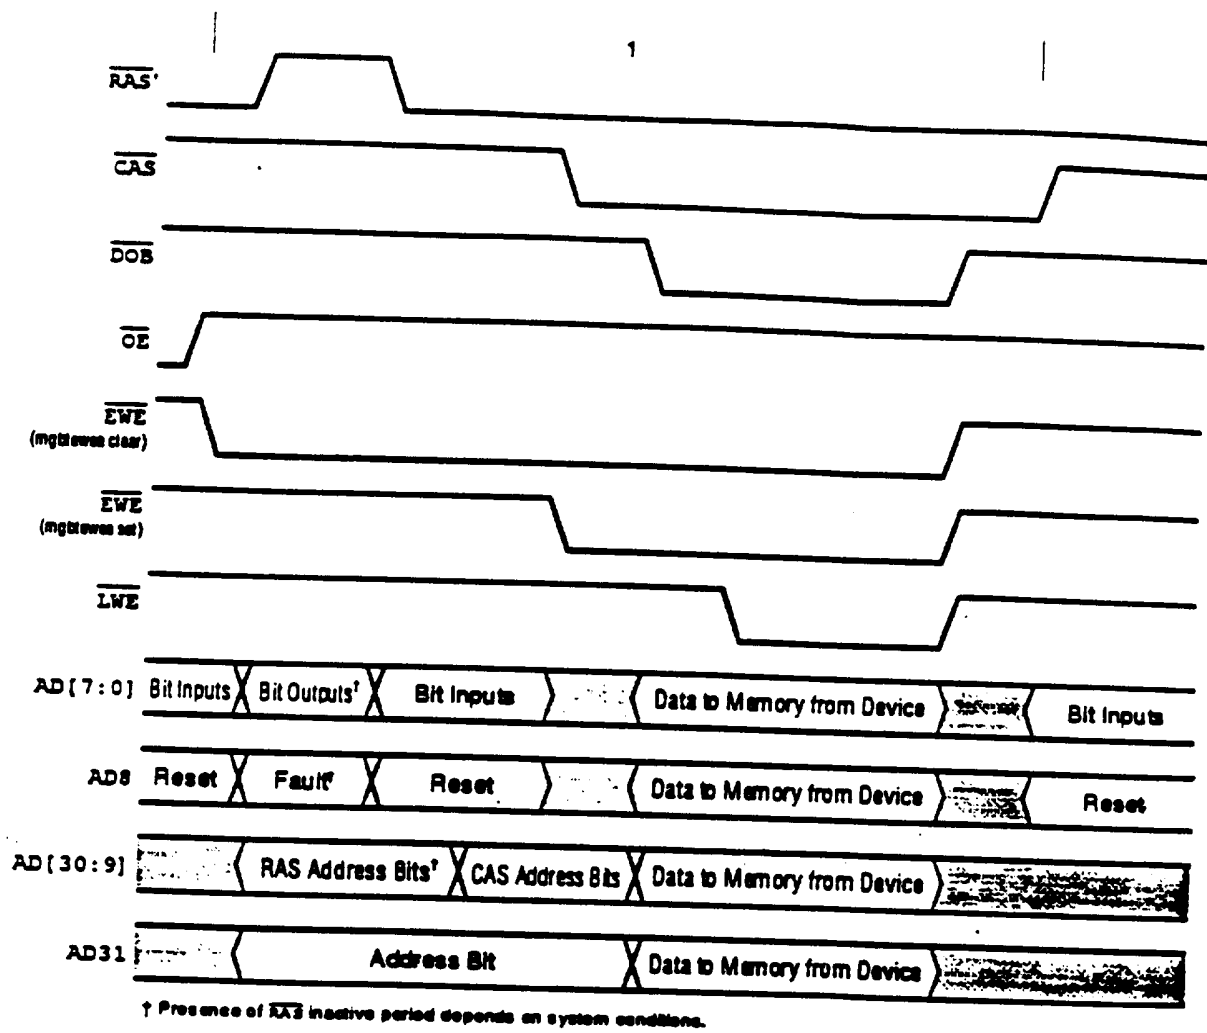 1
RAS†
CAS
DOB
OE
EWE
(mgbtewea clear)
EWE
(mgbtewea set)
LWE
AD[7:0] Bit Inputs Bit Outputs† Bit Inputs Data to Memory from Device Bit Inputs
AD8 Reset Fault† Reset Data to Memory from Device Reset
AD[30:9] RAS Address Bits† CAS Address Bits Data to Memory from Device
AD31 Address Bit Data to Memory from Device
† Presence of RAS inactive period depends on system conditions.